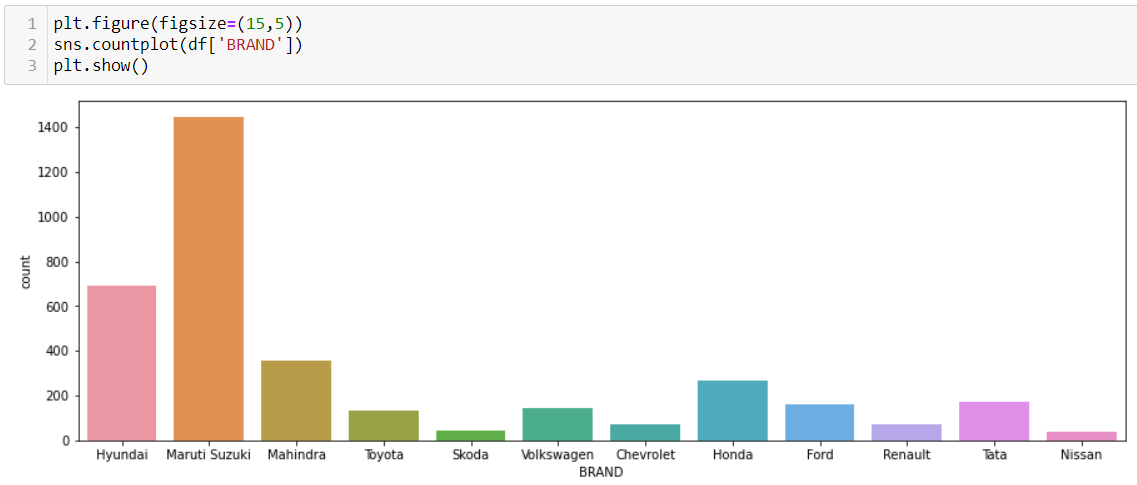 1 plt.figure(figsize=(15,5))
2 sns.countplot(df['BRAND'])
3 plt.show()
1400
1200
1000
800
600
400
200
0
count
Hyundai Maruti Suzuki Mahindra Toyota Skoda Volkswagen Chevrolet Honda Ford Renault Tata Nissan
BRAND